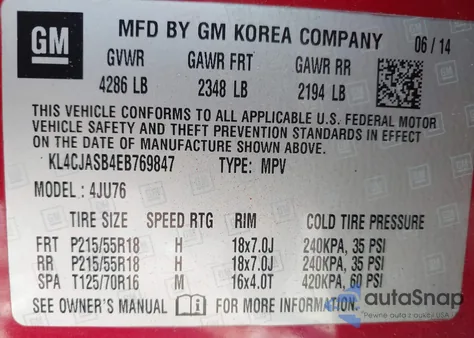 GM
MFD BY GM KOREA COMPANY 06/14
GVWR GAWR FRT GAWR RR
4286 LB 2348 LB 2194 LB
THIS VEHICLE CONFORMS TO ALL APPLICABLE U.S. FEDERAL MOTOR
VEHICLE SAFETY AND THEFT PREVENTION STANDARDS IN EFFECT
ON THE DATE OF MANUFACTURE SHOWN ABOVE.
KL4CJASB4EB769847 TYPE: MPV
MODEL: 4JU76
TIRE SIZE SPEED RTG RIM COLD TIRE PRESSURE
FRT P215/55R18 H 18x7.0J 240KPA, 35 PSI
RR P215/55R18 H 18x7.0J 240KPA, 35 PSI
SPA T125/70R16 M 16x4.0T 420KPA, 60 PSI
SEE OWNER'S MANUAL FOR MORE INFORMATION
autoSnap
"Pewne auta z aukcji USA"